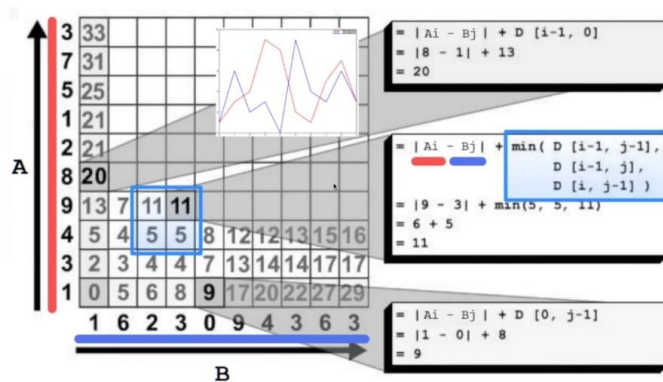 3 33
7 31
5 25
1 21
2 21
8 20
A
9 13 7 11 11
4 5 4 5 5 8 12 12 13 15 16
3 2 3 4 4 7 13 14 14 17 17
1 0 5 6 8 9 17 20 22 27 29
1 6 2 3 0 9 4 3 6 3
B
= | Ai - Bj | + D [i-1, 0]
= |8 - 1| + 13
= 20
= | Ai - Bj | + min( D [i-1, j-1],
D [i-1, j],
D [i, j-1] )
= |9 - 3| + min(5, 5, 11)
= 6 + 5
= 11
= | Ai - Bj | + D [0, j-1]
= |1 - 0| + 8
= 9